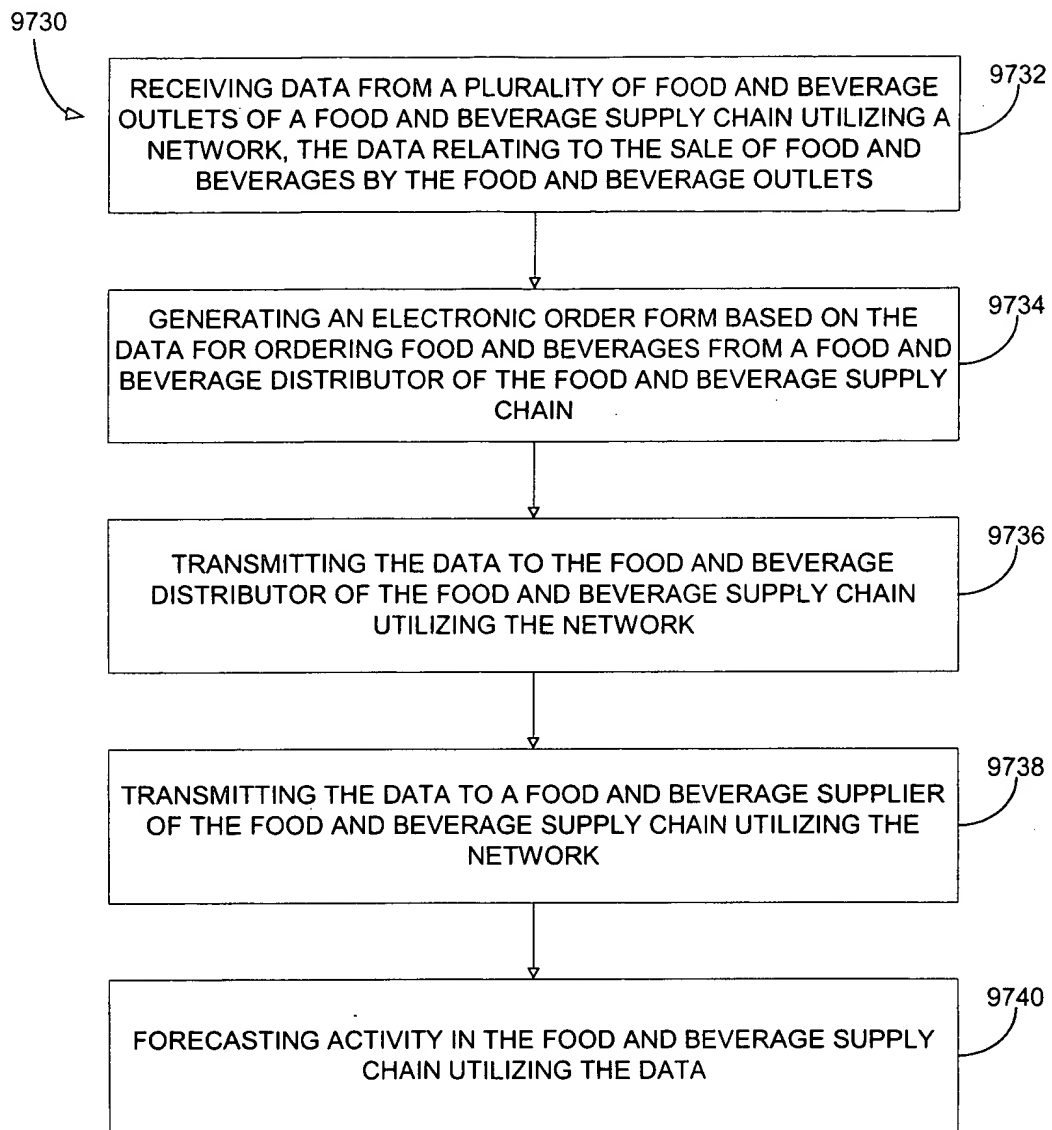 9730
9732
RECEIVING DATA FROM A PLURALITY OF FOOD AND BEVERAGE
OUTLETS OF A FOOD AND BEVERAGE SUPPLY CHAIN UTILIZING A
NETWORK, THE DATA RELATING TO THE SALE OF FOOD AND
BEVERAGES BY THE FOOD AND BEVERAGE OUTLETS
9734
GENERATING AN ELECTRONIC ORDER FORM BASED ON THE
DATA FOR ORDERING FOOD AND BEVERAGES FROM A FOOD AND
BEVERAGE DISTRIBUTOR OF THE FOOD AND BEVERAGE SUPPLY
CHAIN
9736
TRANSMITTING THE DATA TO THE FOOD AND BEVERAGE
DISTRIBUTOR OF THE FOOD AND BEVERAGE SUPPLY CHAIN
UTILIZING THE NETWORK
9738
TRANSMITTING THE DATA TO A FOOD AND BEVERAGE SUPPLIER
OF THE FOOD AND BEVERAGE SUPPLY CHAIN UTILIZING THE
NETWORK
9740
FORECASTING ACTIVITY IN THE FOOD AND BEVERAGE SUPPLY
CHAIN UTILIZING THE DATA